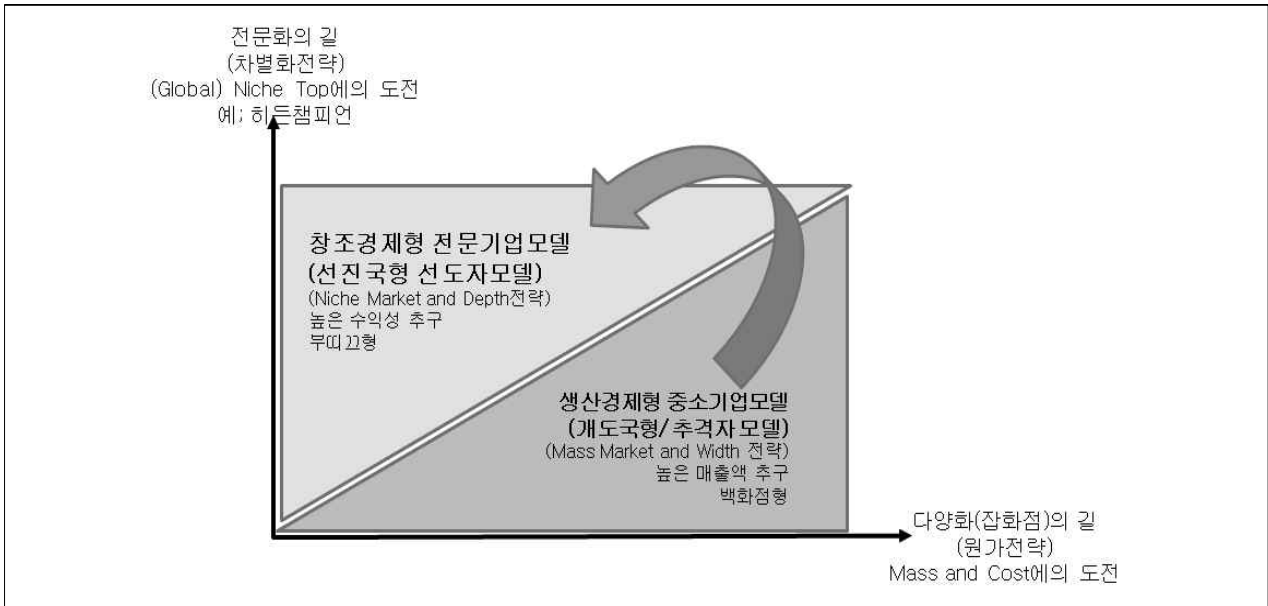 전문화의 길
(차별화전략)
(Global) Niche Top에의 도전
예; 히든챔피언
창조경제형 전문기업모델
(선진국형 선도자모델)
(Niche Market and Depth전략)
높은 수익성 추구
부띠끄형
생산경제형 중소기업모델
(개도국형/추격자모델)
(Mass Market and Width 전략)
높은 매출액 추구
백화점형
다양화(잡화점)의 길
(원가전략)
Mass and Cost에의 도전